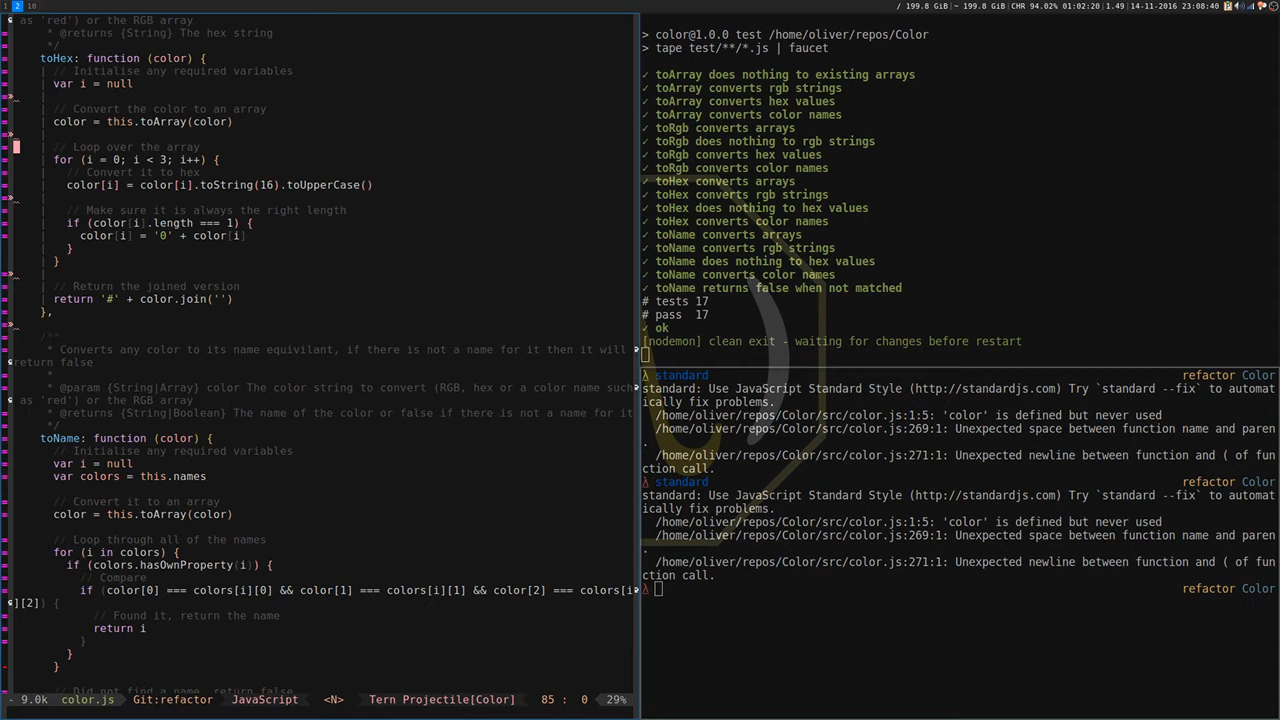 1 2 10
/ 199.8 GiB|~ 199.8 GiB|CHR 94.02% 01:02:20|1.49|14-11-2016 23:08:40
as 'red') or the RGB array
* @returns {String} The hex string
*/
toHex: function (color) {
// Initialise any required variables
var i = null
// Convert the color to an array
color = this.toArray(color)
// Loop over the array
for (i = 0; i < 3; i++) {
// Convert it to hex
color[i] = color[i].toString(16).toUpperCase()
// Make sure it is always the right length
if (color[i].length === 1) {
color[i] = '0' + color[i]
}
}
// Return the joined version
return '#' + color.join('')
},
/**
* Converts any color to its name equivilant, if there is not a name for it then it will
return false
*
* @param {String|Array} color The color string to convert (RGB, hex or a color name such
as 'red') or the RGB array
* @returns {String|Boolean} The name of the color or false if there is not a name for it
*/
toName: function (color) {
// Initialise any required variables
var i = null
var colors = this.names
// Convert it to an array
color = this.toArray(color)
// Loop through all of the names
for (i in colors) {
if (colors.hasOwnProperty(i)) {
// Compare
if (color[0] === colors[i][0] && color[1] === colors[i][1] && color[2] === colors[i
][2]) {
// Found it, return the name
return i
}
}
}
// Did not find a name, return false
- 9.0k color.js Git:refactor JavaScript <N> Tern Projectile[Color] 85 : 0 29%
> color@1.0.0 test /home/oliver/repos/Color
> tape test/**/*.js | faucet
✓ toArray does nothing to existing arrays
✓ toArray converts rgb strings
✓ toArray converts hex values
✓ toArray converts color names
✓ toRgb converts arrays
✓ toRgb does nothing to rgb strings
✓ toRgb converts hex values
✓ toRgb converts color names
✓ toHex converts arrays
✓ toHex converts rgb strings
✓ toHex does nothing to hex values
✓ toHex converts color names
✓ toName converts arrays
✓ toName converts rgb strings
✓ toName does nothing to hex values
✓ toName converts color names
✓ toName returns false when not matched
# tests 17
# pass  17
✓ ok
[nodemon] clean exit - waiting for changes before restart
λ standard refactor Color
standard: Use JavaScript Standard Style (http://standardjs.com) Try `standard --fix` to automat
ically fix problems.
/home/oliver/repos/Color/src/color.js:1:5: 'color' is defined but never used
/home/oliver/repos/Color/src/color.js:269:1: Unexpected space between function name and paren
.
/home/oliver/repos/Color/src/color.js:271:1: Unexpected newline between function and ( of fun
ction call.
λ standard refactor Color
standard: Use JavaScript Standard Style (http://standardjs.com) Try `standard --fix` to automat
ically fix problems.
/home/oliver/repos/Color/src/color.js:1:5: 'color' is defined but never used
/home/oliver/repos/Color/src/color.js:269:1: Unexpected space between function name and paren
.
/home/oliver/repos/Color/src/color.js:271:1: Unexpected newline between function and ( of fun
ction call.
λ refactor Color